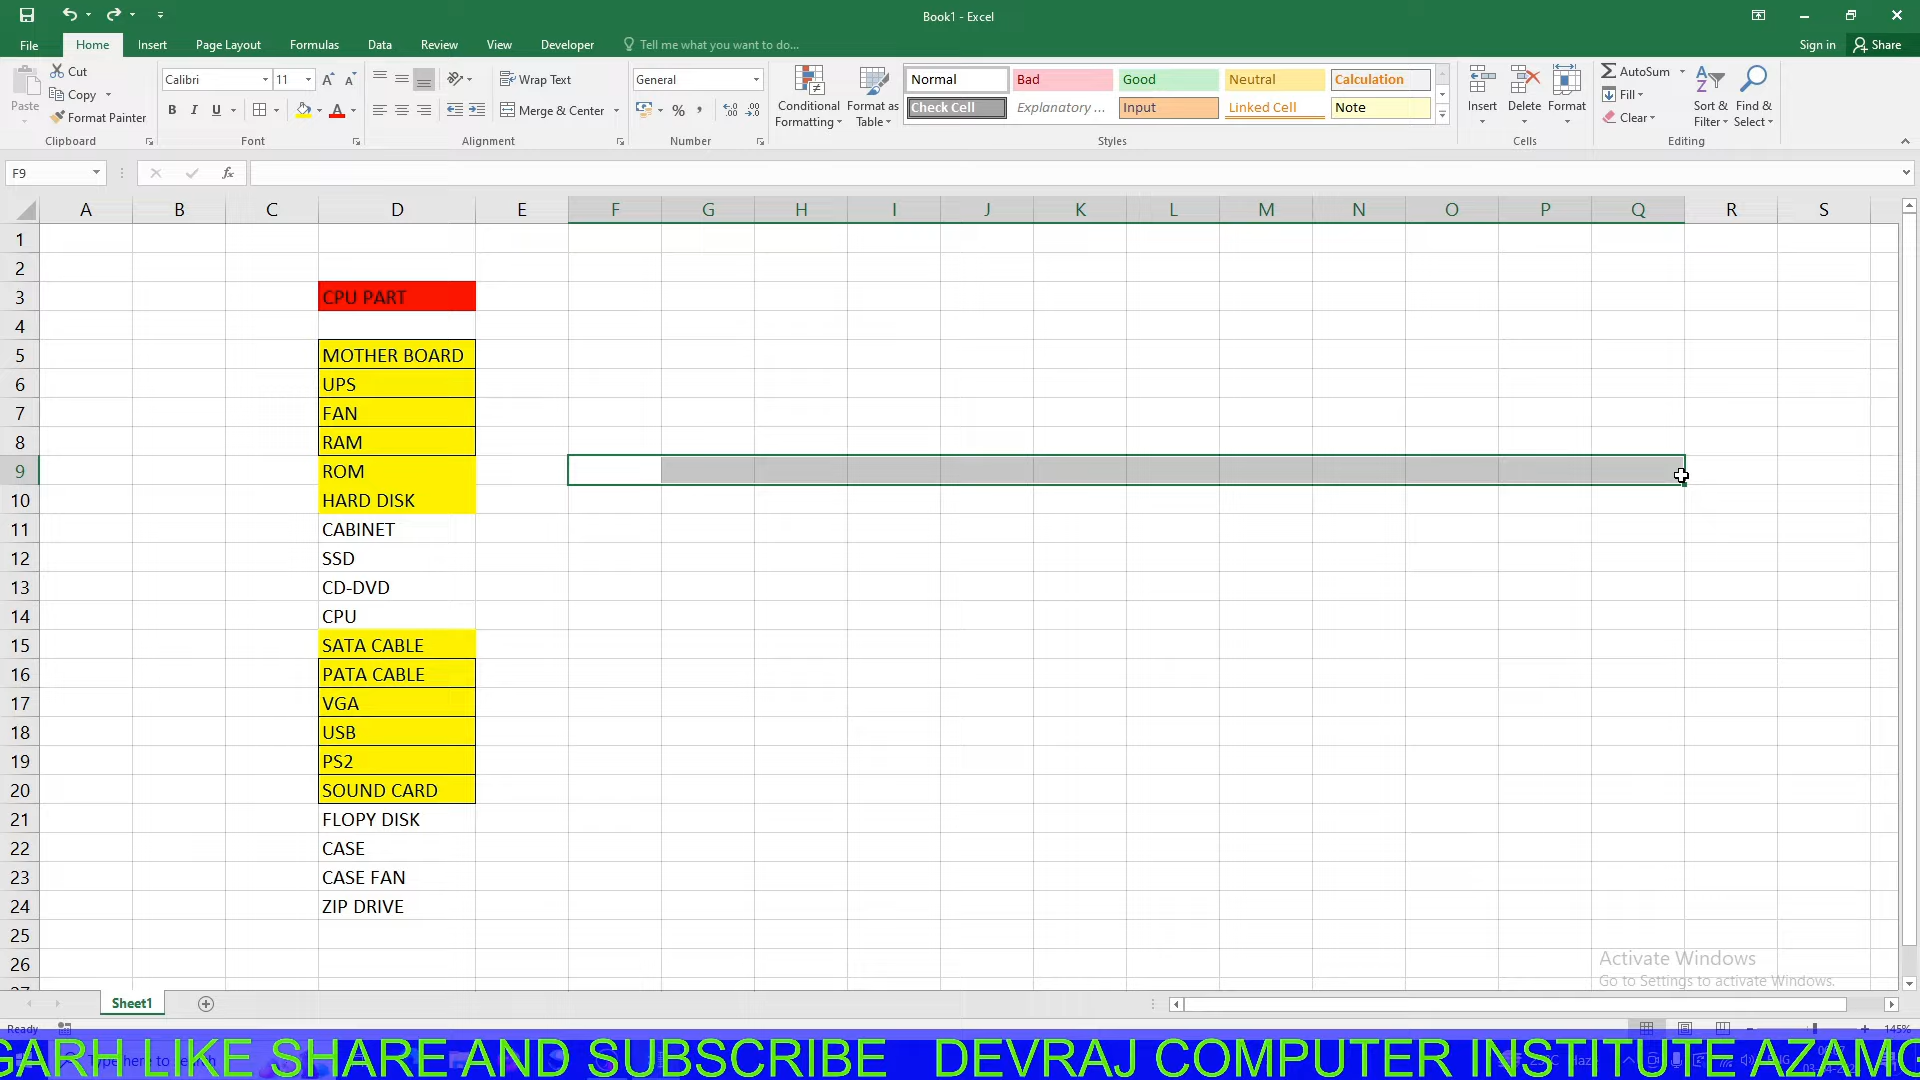 Book1 - Excel
File Home Insert Page Layout Formulas Data Review View Developer Tell me what you want to do... Sign in Share
Paste Cut Copy Format Painter
Calibri 11 B I U A
Wrap Text Merge & Center
General %
Conditional Formatting Format as Table
Normal Bad Good Neutral Calculation
Check Cell Explanatory ... Input Linked Cell Note
Insert Delete Format
AutoSum Fill Clear Sort & Filter Find & Select
Clipboard Font Alignment Number Styles Cells Editing
F9 fx
A B C D E F G H I J K L M N O P Q R S
1
2
3 CPU PART
4
5 MOTHER BOARD
6 UPS
7 FAN
8 RAM
9 ROM
10 HARD DISK
11 CABINET
12 SSD
13 CD-DVD
14 CPU
15 SATA CABLE
16 PATA CABLE
17 VGA
18 USB
19 PS2
20 SOUND CARD
21 FLOPY DISK
22 CASE
23 CASE FAN
24 ZIP DRIVE
25
26
Activate Windows
Go to Settings to activate Windows.
Sheet1
Ready 145%
GARH LIKE SHARE AND SUBSCRIBE DEVRAJ COMPUTER INSTITUTE AZAMG
Type here to search